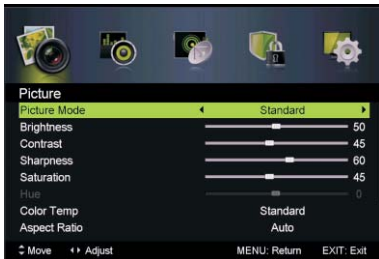 Picture
Picture Mode Standard
Brightness 50
Contrast 45
Sharpness 60
Saturation 45
Hue 0
Color Temp Standard
Aspect Ratio Auto
Move Adjust MENU: Return EXIT: Exit